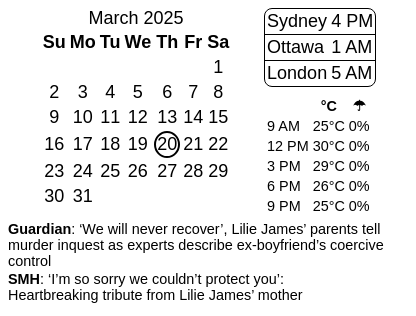 March 2025
Su Mo Tu We Th Fr Sa
1
2 3 4 5 6 7 8
9 10 11 12 13 14 15
16 17 18 19 20 21 22
23 24 25 26 27 28 29
30 31
Sydney 4 PM
Ottawa 1 AM
London 5 AM
°C ☂
9 AM 25°C 0%
12 PM 30°C 0%
3 PM 29°C 0%
6 PM 26°C 0%
9 PM 25°C 0%
Guardian: ‘We will never recover’, Lilie James’ parents tell
murder inquest as experts describe ex-boyfriend’s coercive
control
SMH: ‘I’m so sorry we couldn’t protect you’:
Heartbreaking tribute from Lilie James’ mother